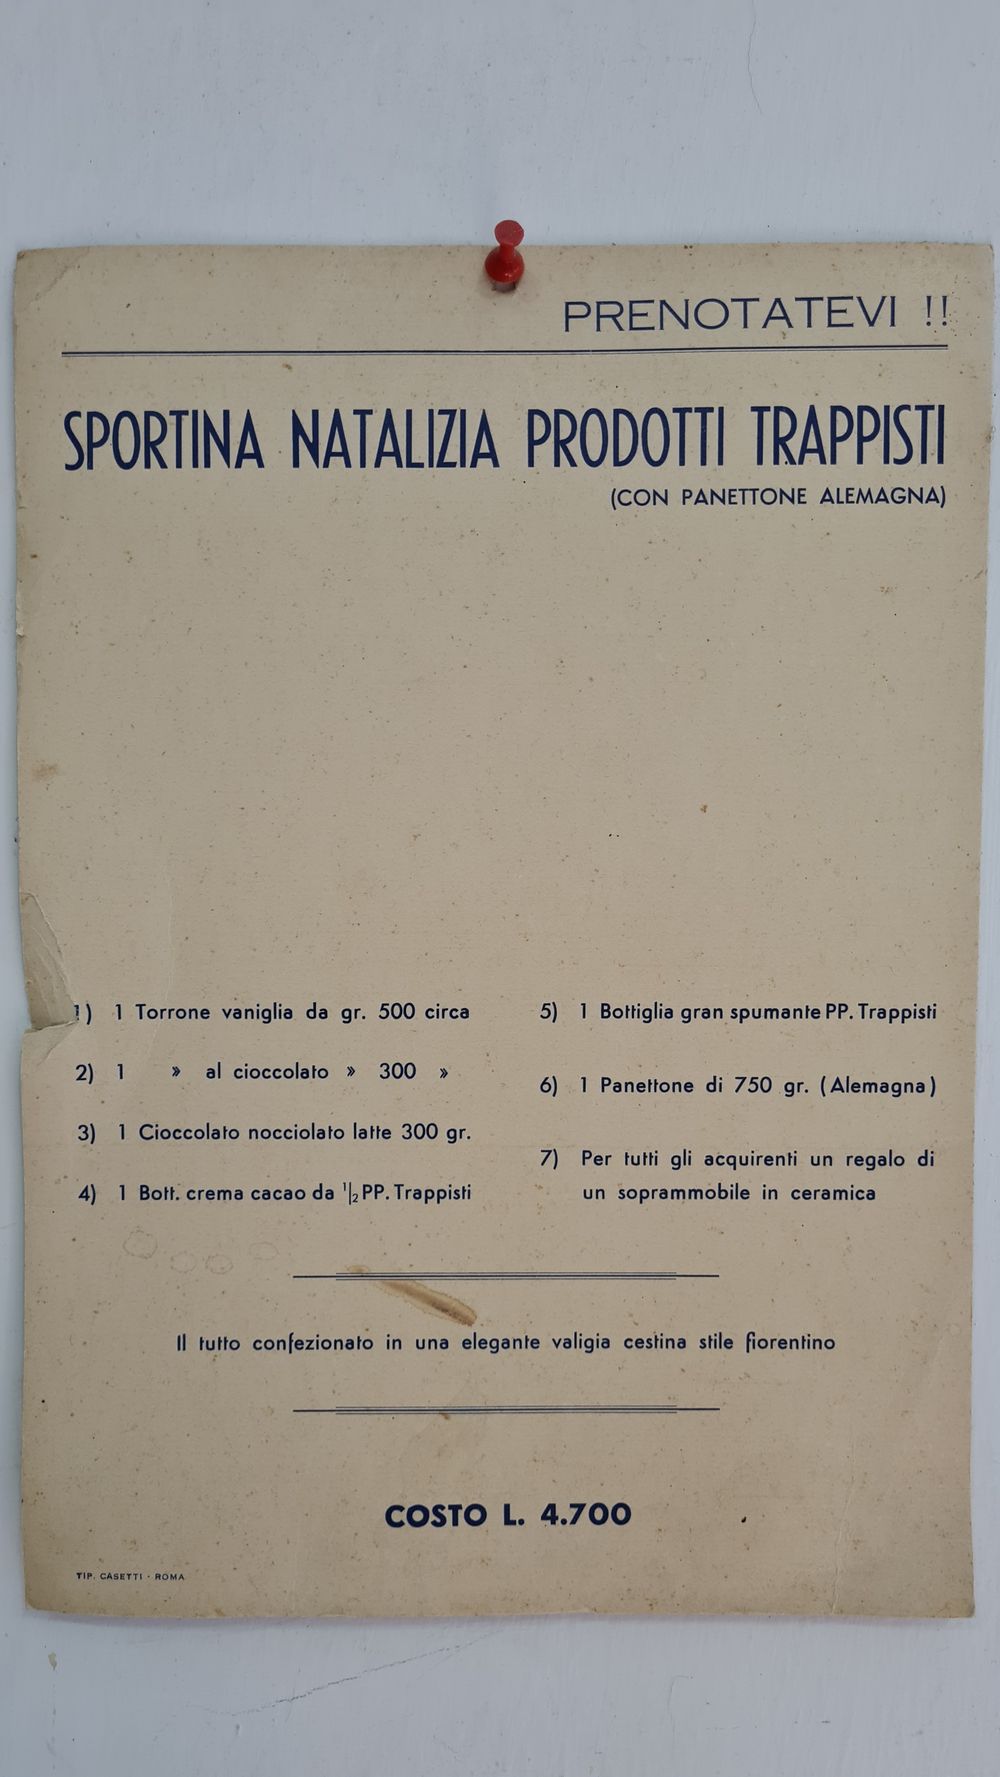 PRENOTATEVI !!
SPORTINA NATALIZIA PRODOTTI TRAPPISTI
(CON PANETTONE ALEMAGNA)
1) 1 Torrone vaniglia da gr. 500 circa
2) 1 » al cioccolato » 300 »
3) 1 Cioccolato nocciolato latte 300 gr.
4) 1 Bott. crema cacao da 1/2 PP. Trappisti
5) 1 Bottiglia gran spumante PP. Trappisti
6) 1 Panettone di 750 gr. (Alemagna)
7) Per tutti gli acquirenti un regalo di
un soprammobile in ceramica
Il tutto confezionato in una elegante valigia cestina stile fiorentino
COSTO L. 4.700
TIP. CASETTI - ROMA